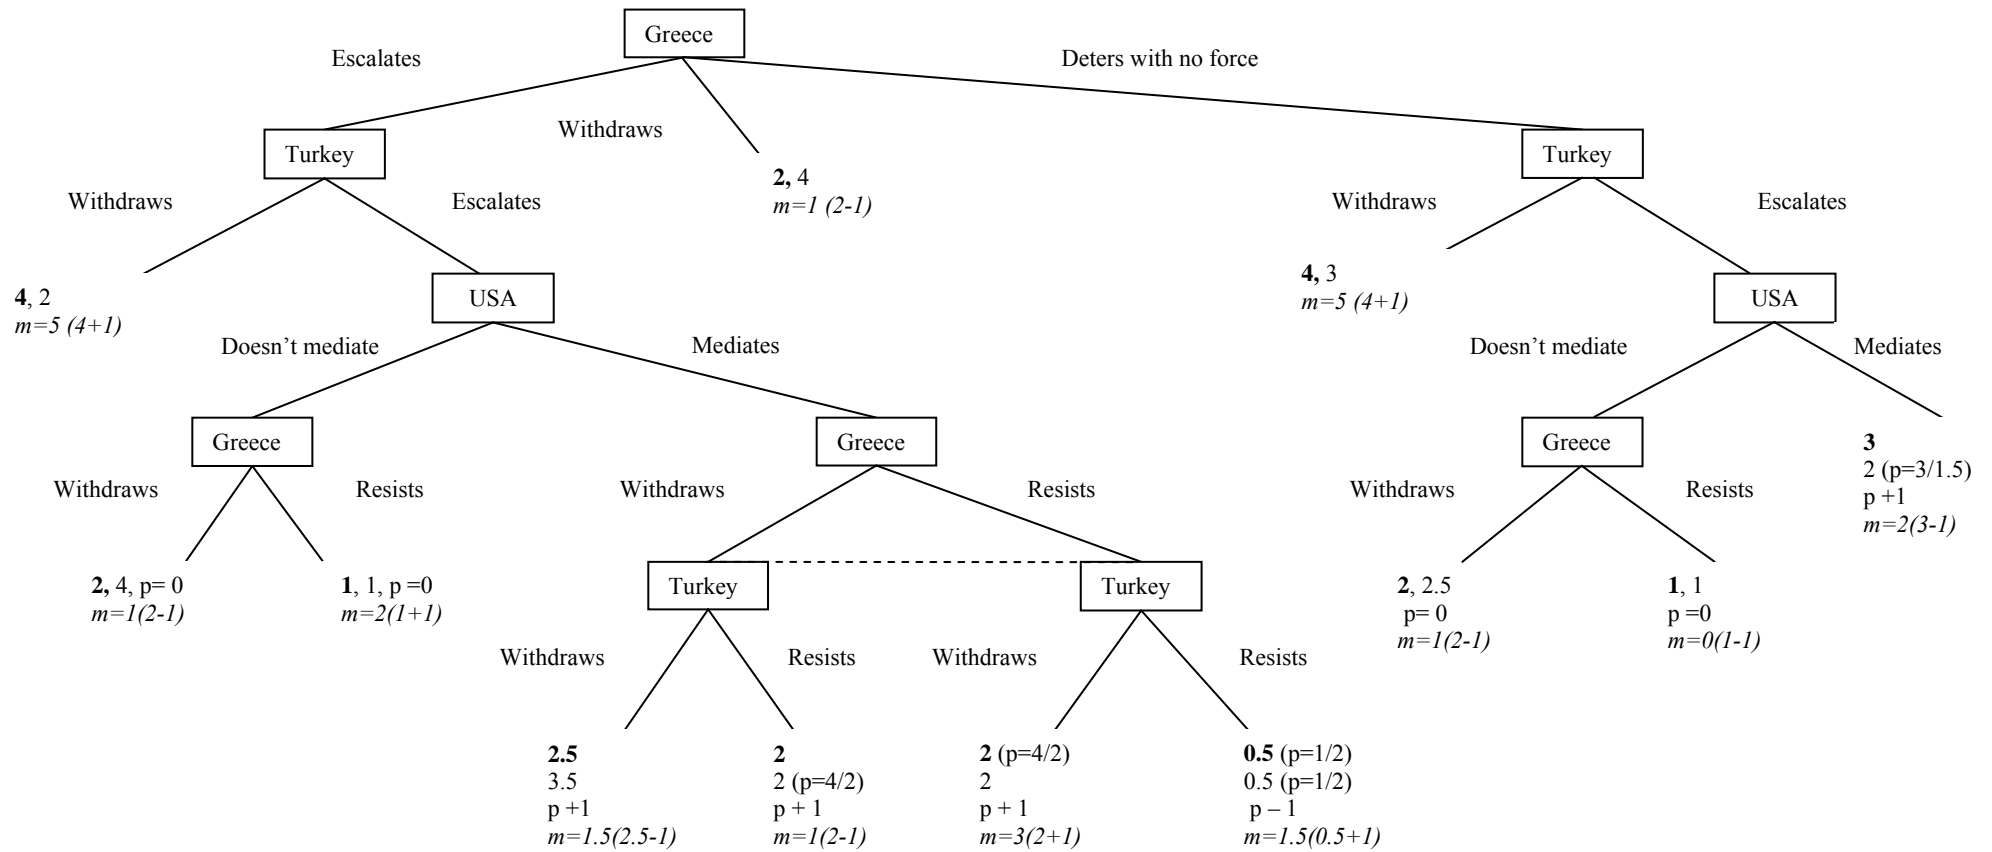 Greece
Escalates
Deters with no force
Withdraws
Turkey
Turkey
2, 4
m=1 (2-1)
Withdraws
Escalates
Withdraws
Escalates
4, 2
m=5 (4+1)
USA
4, 3
m=5 (4+1)
USA
Doesn’t mediate
Mediates
Doesn’t mediate
Mediates
Greece
Greece
Greece
3
2 (p=3/1.5)
p +1
m=2(3-1)
Withdraws
Resists
Withdraws
Resists
Withdraws
Resists
2, 4, p= 0
m=1(2-1)
1, 1, p =0
m=2(1+1)
Turkey
Turkey
2, 2.5
p= 0
m=1(2-1)
1, 1
p =0
m=0(1-1)
Withdraws
Resists
Withdraws
Resists
2.5
3.5
p +1
m=1.5(2.5-1)
2
2 (p=4/2)
p + 1
m=1(2-1)
2 (p=4/2)
2
p + 1
m=3(2+1)
0.5 (p=1/2)
0.5 (p=1/2)
p – 1
m=1.5(0.5+1)